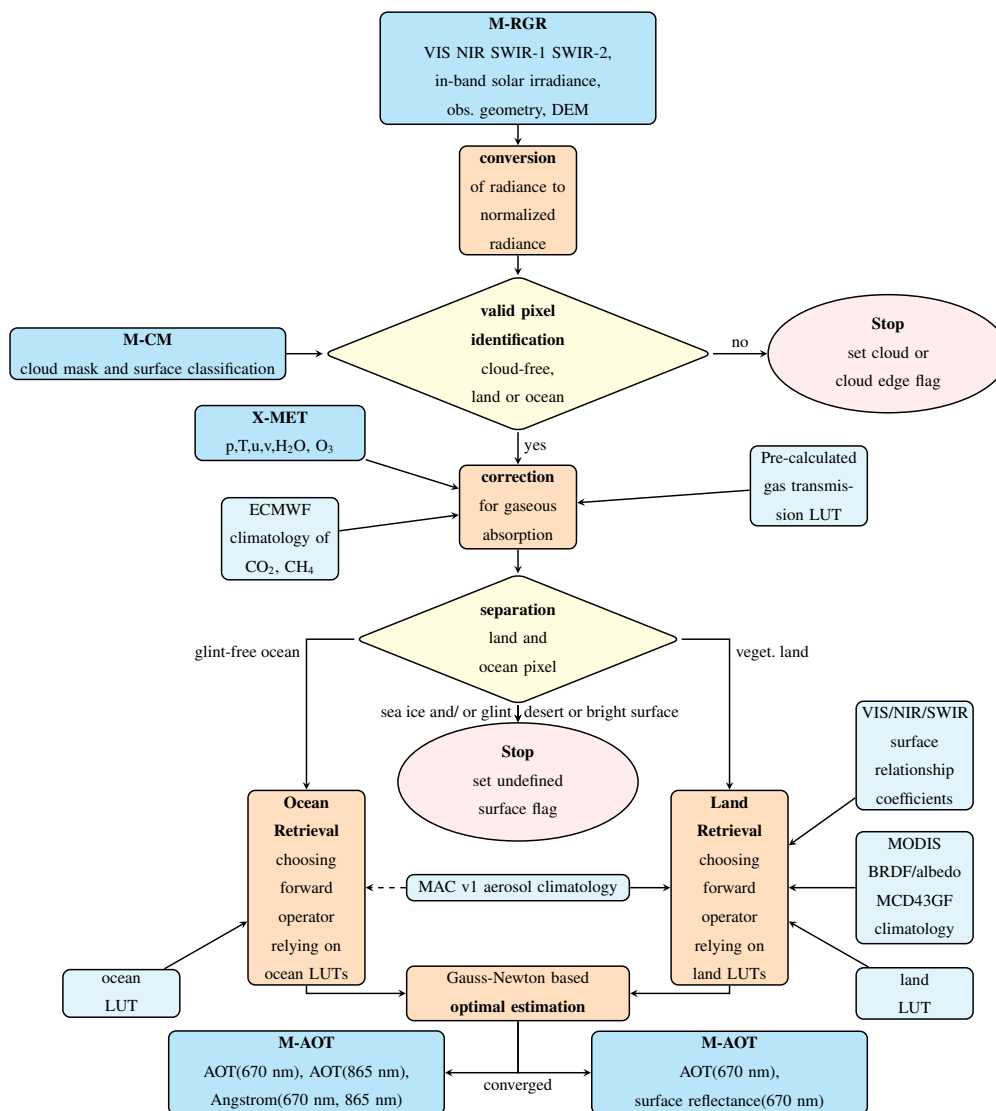 M-RGR
VIS NIR SWIR-1 SWIR-2,
in-band solar irradiance,
obs. geometry, DEM
conversion
of radiance to
normalized
radiance
valid pixel
identification
cloud-free,
land or ocean
M-CM
cloud mask and surface classification
no
Stop
set cloud or
cloud edge flag
yes
X-MET
p,T,u,v,H₂O, O₃
correction
for gaseous
absorption
Pre-calculated
gas transmis-
sion LUT
ECMWF
climatology of
CO₂, CH₄
separation
land and
ocean pixel
glint-free ocean
veget. land
sea ice and/ or glint
desert or bright surface
Stop
set undefined
surface flag
VIS/NIR/SWIR
surface
relationship
coefficients
Ocean
Retrieval
choosing
forward
operator
relying on
ocean LUTs
MAC v1 aerosol climatology
Land
Retrieval
choosing
forward
operator
relying on
land LUTs
MODIS
BRDF/albedo
MCD43GF
climatology
ocean
LUT
Gauss-Newton based
optimal estimation
land
LUT
M-AOT
AOT(670 nm), AOT(865 nm),
Angstrom(670 nm, 865 nm)
converged
M-AOT
AOT(670 nm),
surface reflectance(670 nm)